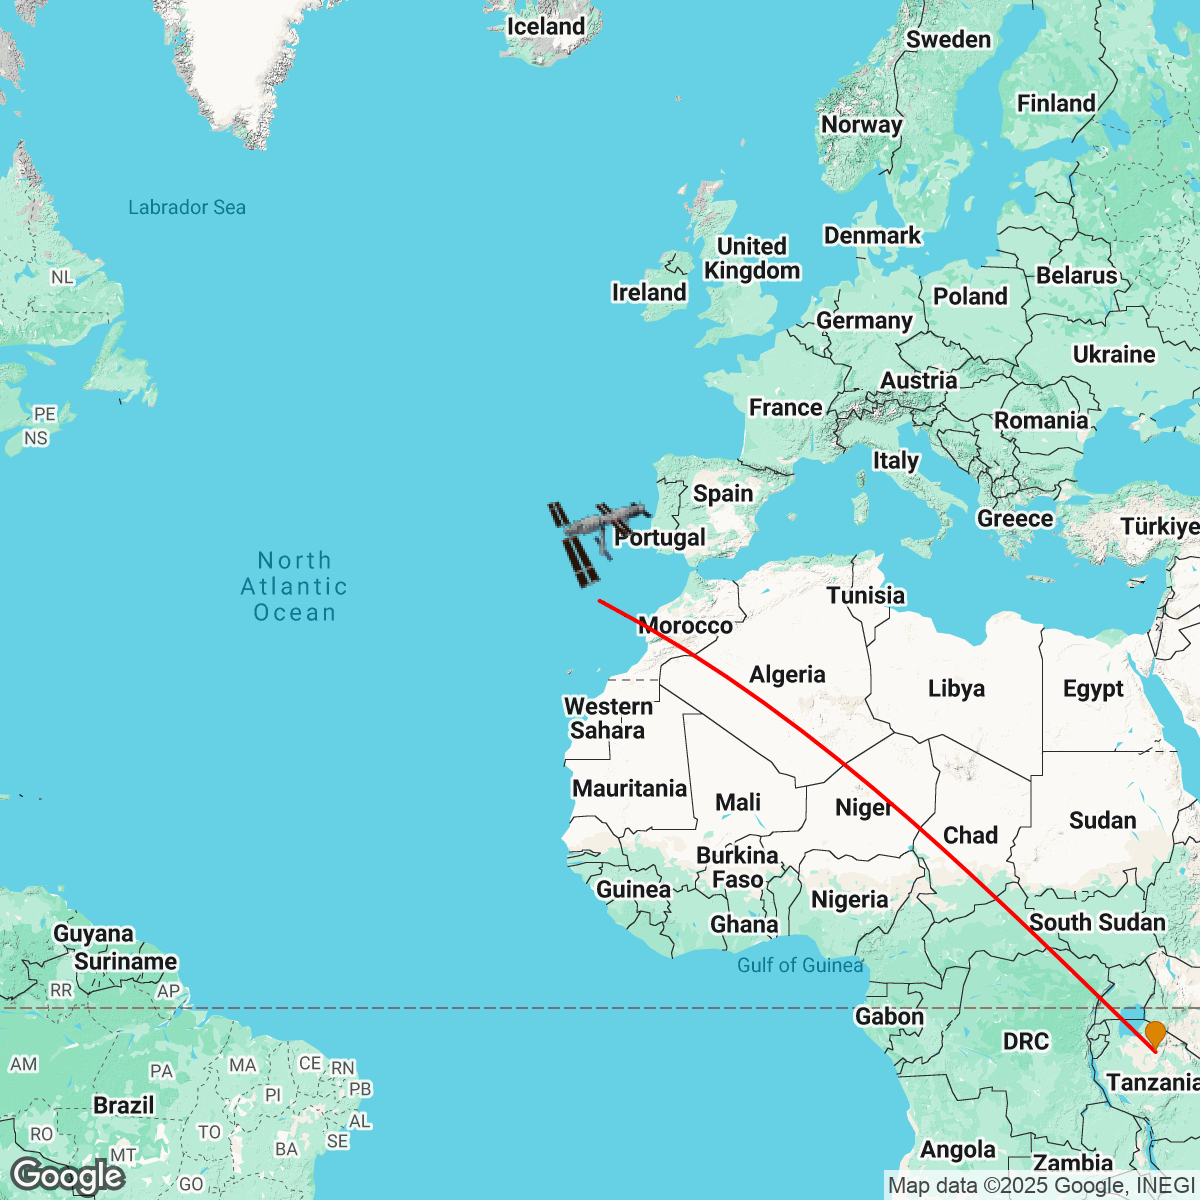 Iceland
Sweden
Finland
Norway
Labrador Sea
Denmark
United
Kingdom
NL
Belarus
Ireland
Poland
Germany
Ukraine
Austria
France
PE
Romania
NS
Italy
Spain
Greece
Türkiye
Portugal
North
Atlantic
Ocean
Tunisia
Morocco
Algeria
Libya
Egypt
Western
Sahara
Mauritania
Mali
Niger
Chad
Sudan
Burkina
Faso
Guinea
Nigeria
Ghana
South Sudan
Guyana
Suriname
Gulf of Guinea
RR
AP
Gabon
DRC
AM
PA
MA
CE
RN
Tanzania
PB
PI
Brazil
AL
RO
TO
SE
MT
BA
Angola
Zambia
GO
Google
Map data ©2025 Google, INEGI